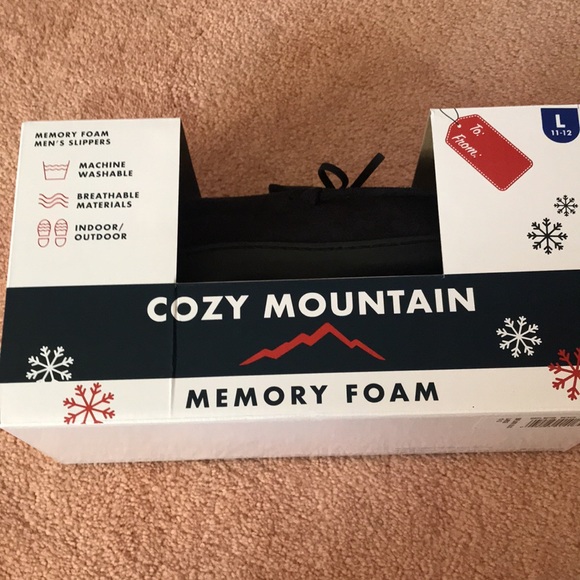 MEMORY FOAM
MEN'S SLIPPERS
MACHINE
WASHABLE
BREATHABLE
MATERIALS
INDOOR/
OUTDOOR
To:
From:
L
11-12
COZY MOUNTAIN
MEMORY FOAM